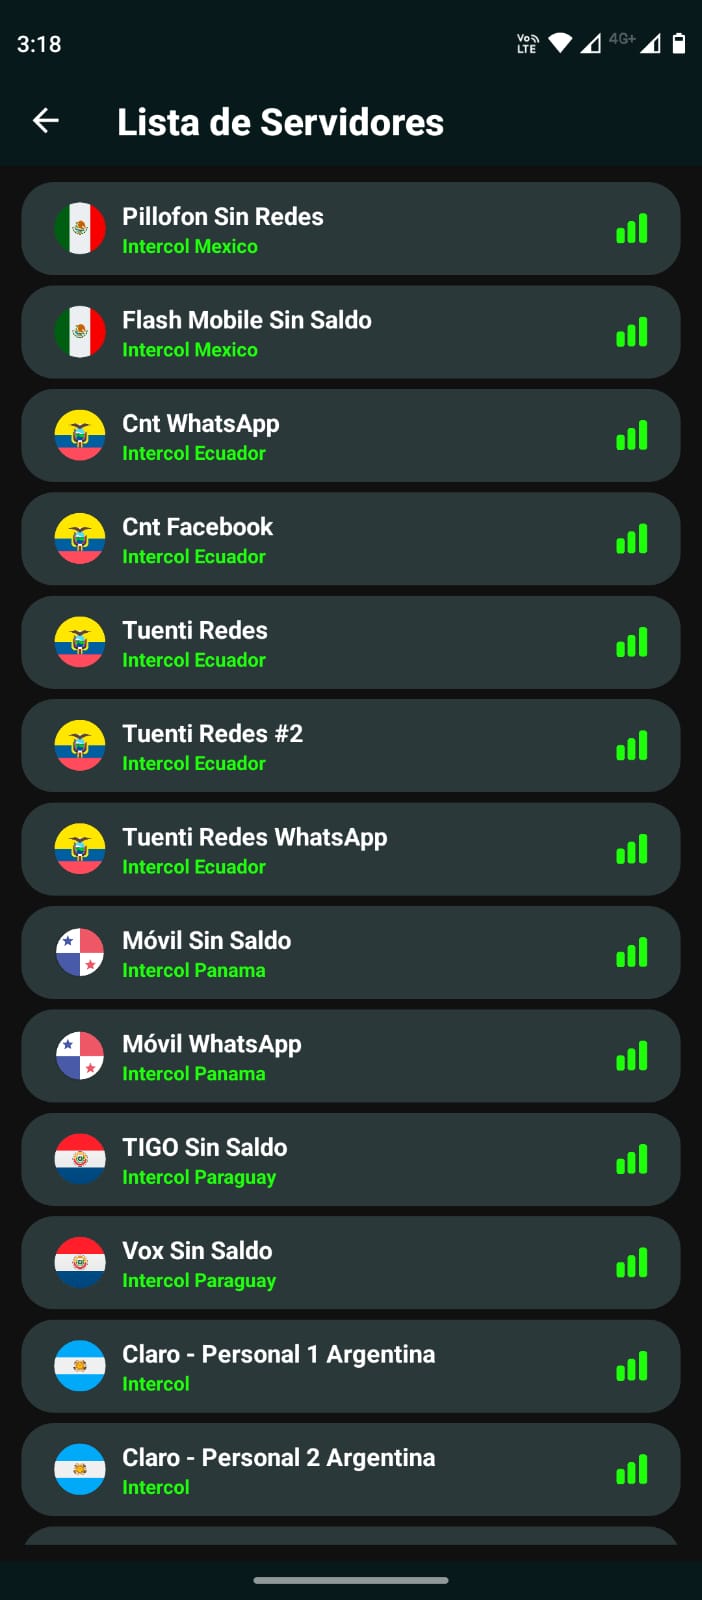 3:18
Vo
LTE
4G+
Lista de Servidores
Pillofon Sin Redes
Intercol Mexico
Flash Mobile Sin Saldo
Intercol Mexico
Cnt WhatsApp
Intercol Ecuador
Cnt Facebook
Intercol Ecuador
Tuenti Redes
Intercol Ecuador
Tuenti Redes #2
Intercol Ecuador
Tuenti Redes WhatsApp
Intercol Ecuador
Móvil Sin Saldo
Intercol Panama
Móvil WhatsApp
Intercol Panama
TIGO Sin Saldo
Intercol Paraguay
Vox Sin Saldo
Intercol Paraguay
Claro - Personal 1 Argentina
Intercol
Claro - Personal 2 Argentina
Intercol